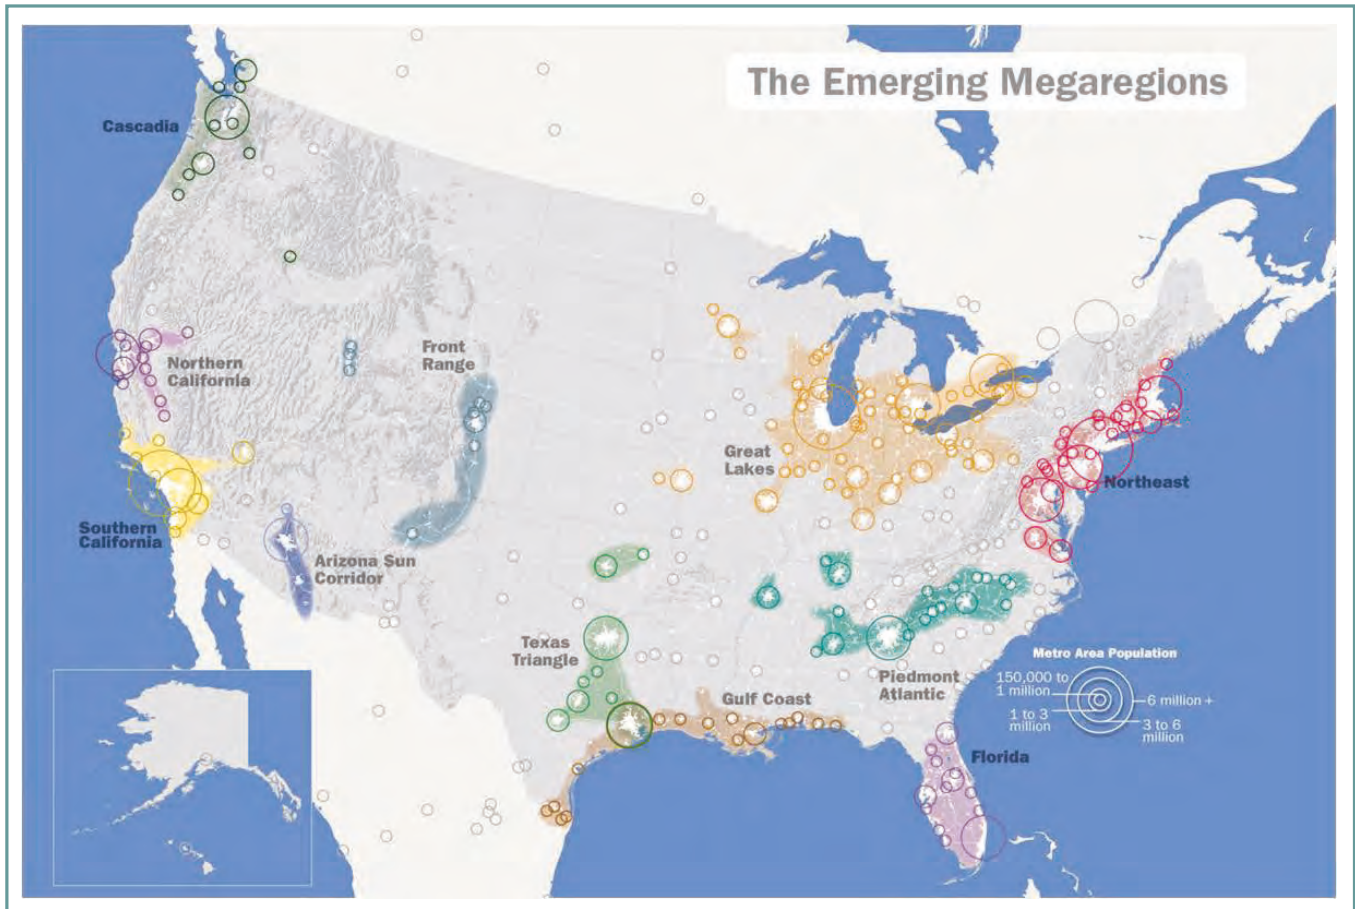 The Emerging Megaregions
Cascadia
Northern
California
Front
Range
Great
Lakes
Northeast
Southern
California
Arizona Sun
Corridor
Texas
Triangle
Gulf Coast
Piedmont
Atlantic
Florida
Metro Area Population
150,000 to
1 million
1 to 3
million
6 million +
3 to 6
million